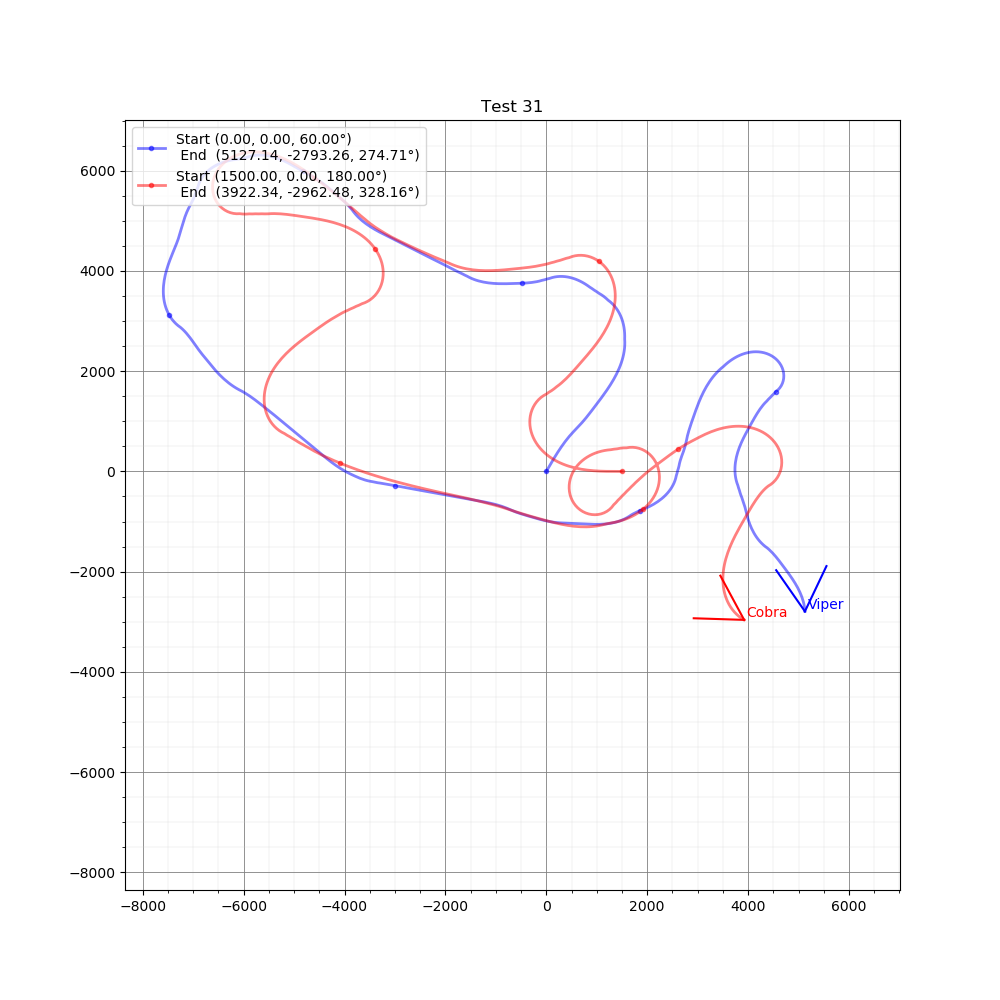 Test 31
Start (0.00, 0.00, 60.00°)
End (5127.14, -2793.26, 274.71°)
Start (1500.00, 0.00, 180.00°)
End (3922.34, -2962.48, 328.16°)
6000
4000
2000
0
−2000
−4000
−6000
−8000
Cobra
Viper
−8000 −6000 −4000 −2000 0 2000 4000 6000